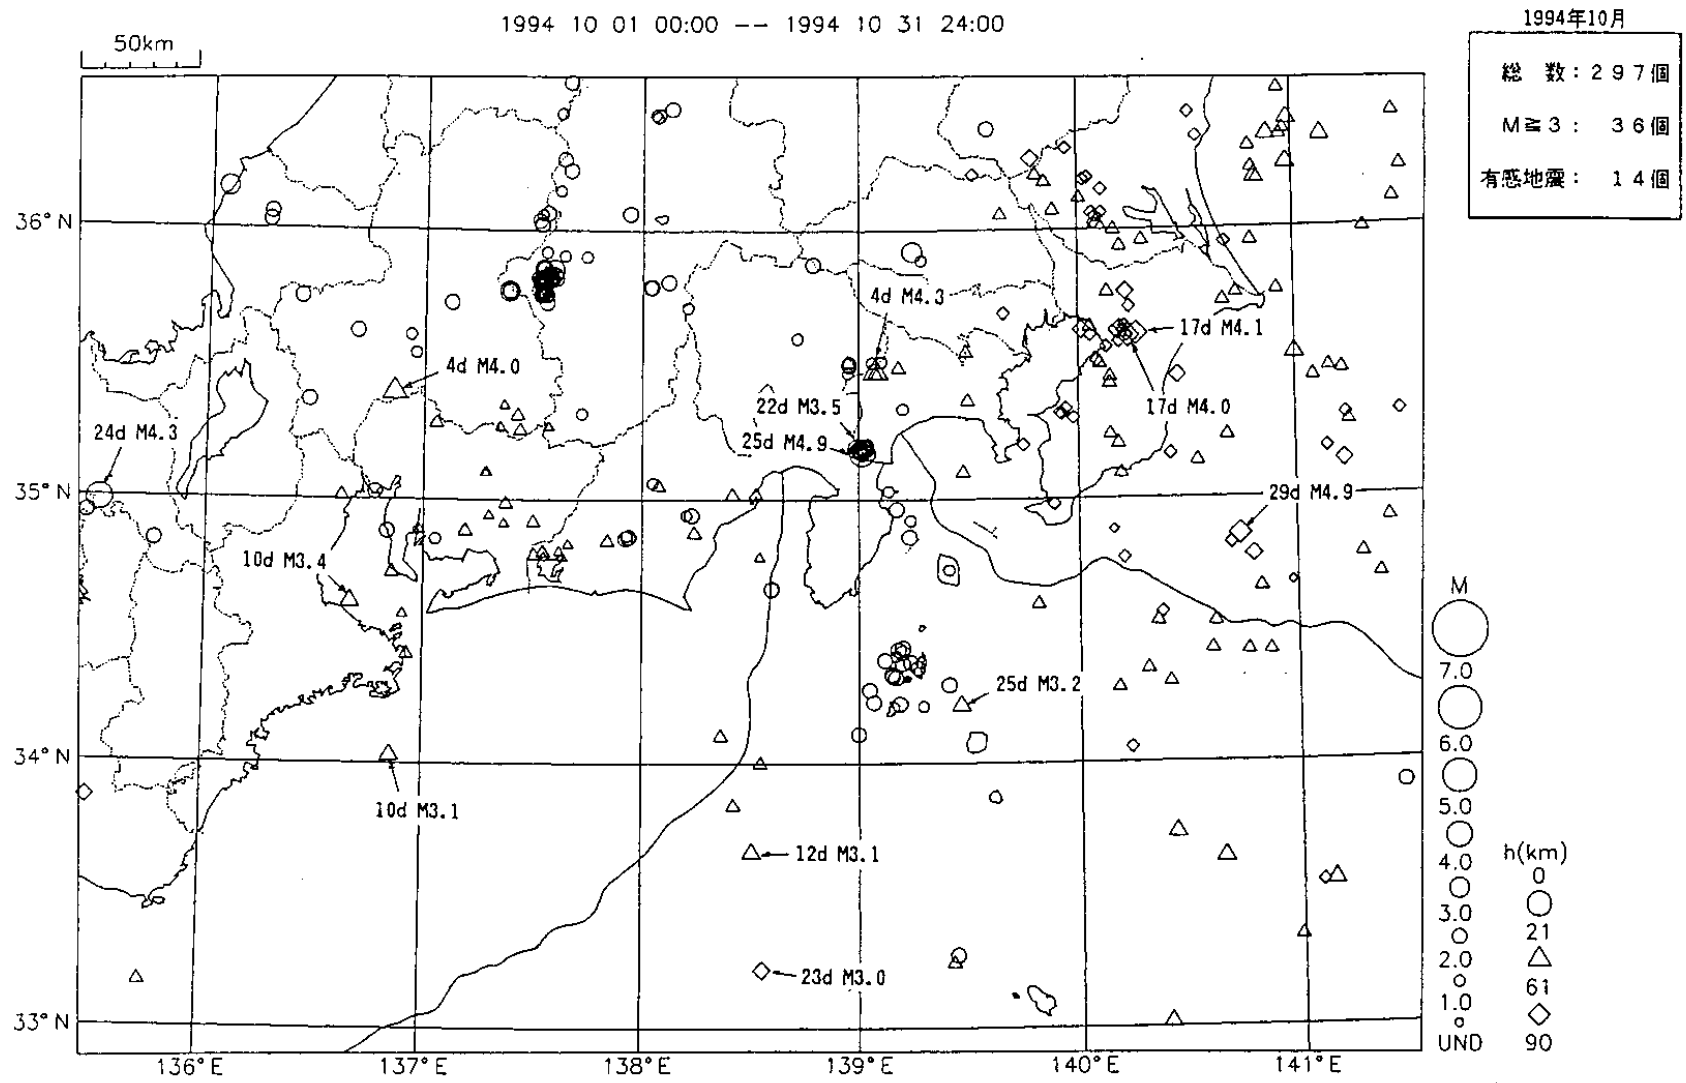 1994 10 01 00:00 -- 1994 10 31 24:00
1994年10月
50km
総 数:297個
M≧3: 36個
有感地震: 14個
36°N
35°N
34°N
33°N
136°E
137°E
138°E
139°E
140°E
141°E
4d M4.3
17d M4.1
4d M4.0
22d M3.5
17d M4.0
24d M4.3
25d M4.9
29d M4.9
10d M3.4
25d M3.2
10d M3.1
12d M3.1
23d M3.0
M
7.0
6.0
5.0
4.0
3.0
2.0
1.0
UND
h(km)
0
21
61
90